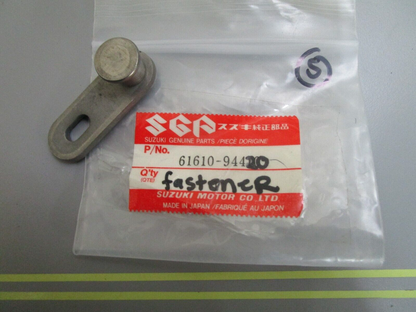 S
SGP スズキ純正部品
SUZUKI GENUINE PARTS / PIECE D'ORIGINE
P/No.
61610-94420
Q'ty
fasteneR
SUZUKI MOTOR CO.,LTD
MADE IN JAPAN / FABRIQUÉ AU JAPON